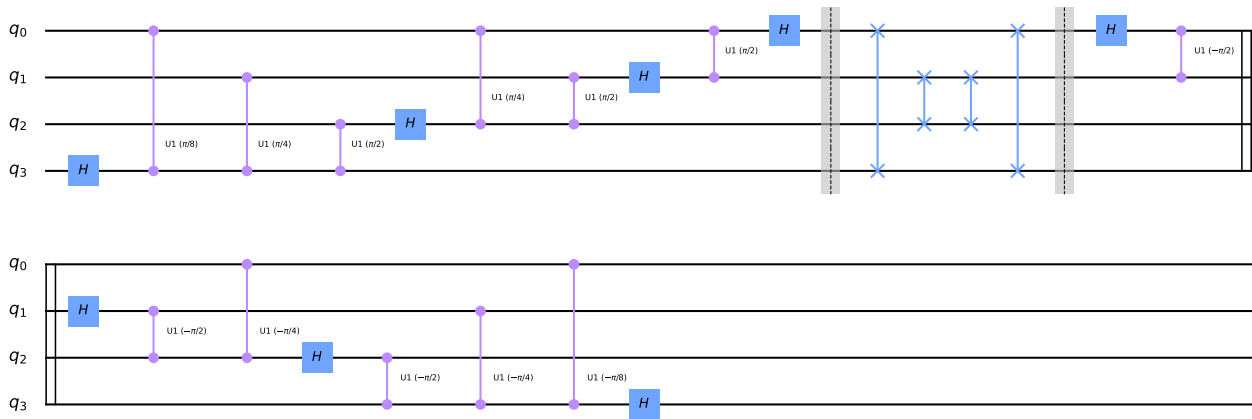 q₀ H H
U1 (π/2) U1 (−π/2)
q₁ H
U1 (π/4) U1 (π/2)
q₂ H
U1 (π/8) U1 (π/4) U1 (π/2)
q₃ H
q₀
q₁ H
U1 (−π/2) U1 (−π/4)
q₂ H
U1 (−π/2) U1 (−π/4) U1 (−π/8)
q₃ H